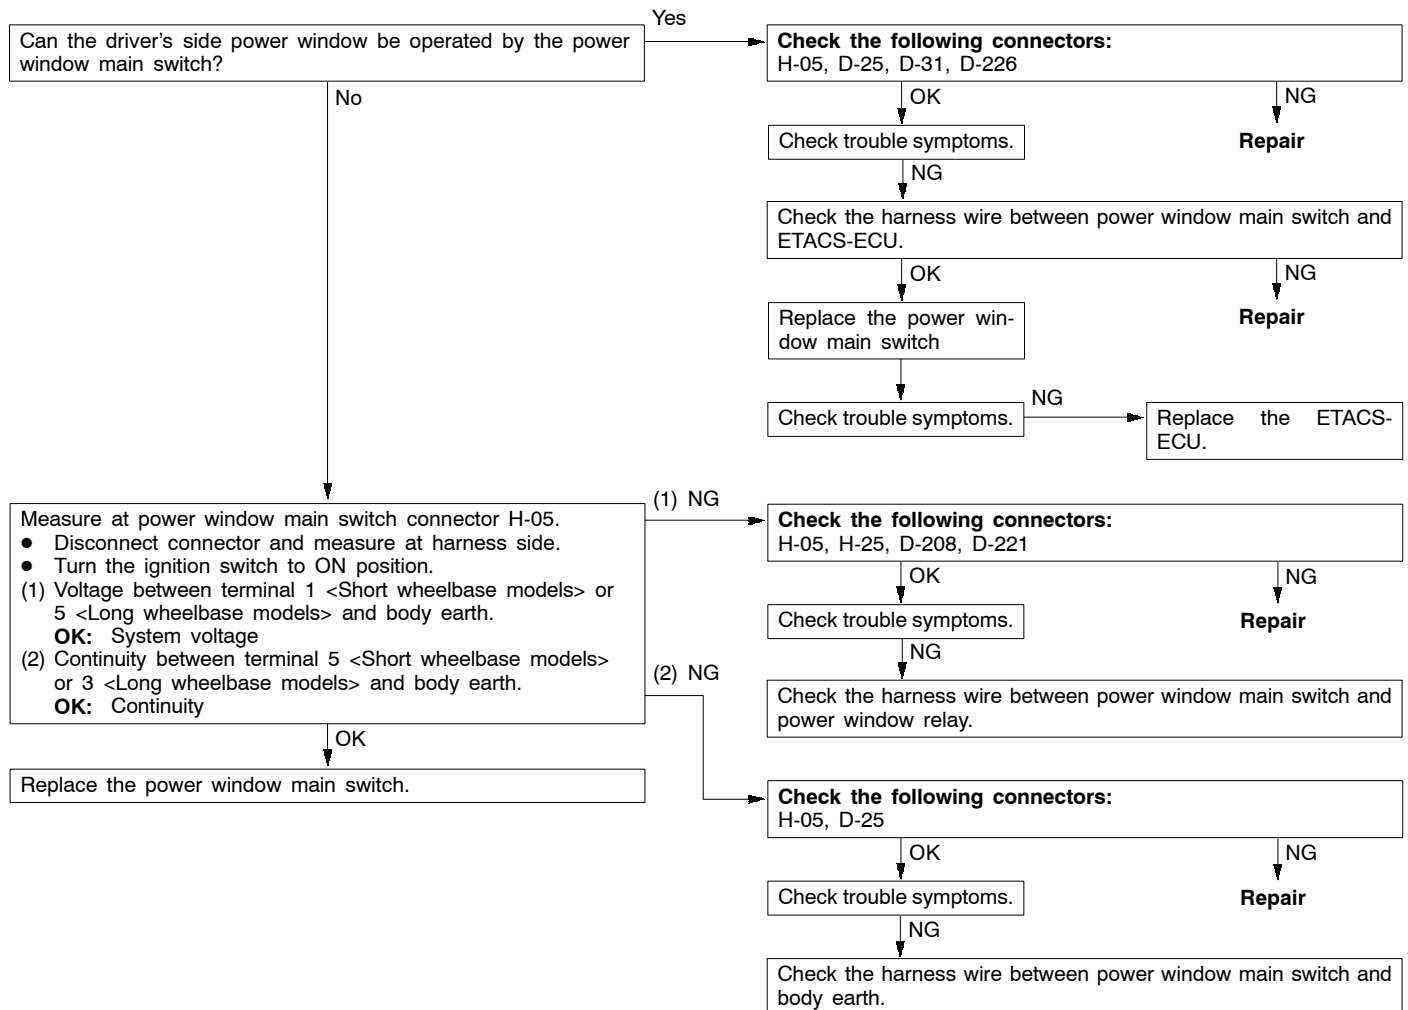 Yes
Can the driver's side power window be operated by the power
window main switch?
Check the following connectors:
H-05, D-25, D-31, D-226
No
OK
NG
Check trouble symptoms.
Repair
NG
Check the harness wire between power window main switch and
ETACS-ECU.
OK
NG
Replace the power win-
dow main switch
Repair
Check trouble symptoms.
NG
Replace the ETACS-
ECU.
Measure at power window main switch connector H-05.
● Disconnect connector and measure at harness side.
● Turn the ignition switch to ON position.
(1) Voltage between terminal 1 <Short wheelbase models> or
5 <Long wheelbase models> and body earth.
OK: System voltage
(2) Continuity between terminal 5 <Short wheelbase models>
or 3 <Long wheelbase models> and body earth.
OK: Continuity
(1) NG
Check the following connectors:
H-05, H-25, D-208, D-221
OK
NG
Check trouble symptoms.
Repair
NG
Check the harness wire between power window main switch and
power window relay.
(2) NG
OK
Replace the power window main switch.
Check the following connectors:
H-05, D-25
OK
NG
Check trouble symptoms.
Repair
NG
Check the harness wire between power window main switch and
body earth.